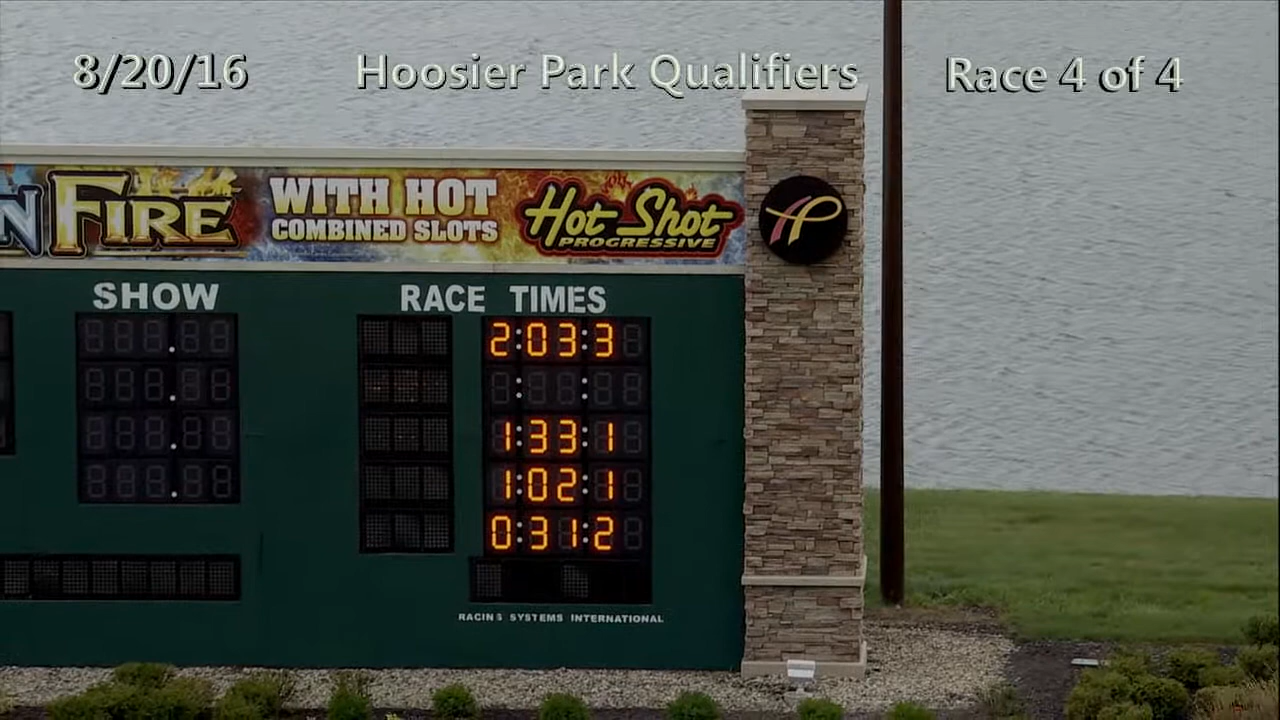 8/20/16 Hoosier Park Qualifiers Race 4 of 4
FIRE WITH HOT COMBINED SLOTS Hot Shot PROGRESSIVE
SHOW
RACE TIMES
2:03:3
1:33:1
1:02:1
0:31:2
RACING SYSTEMS INTERNATIONAL